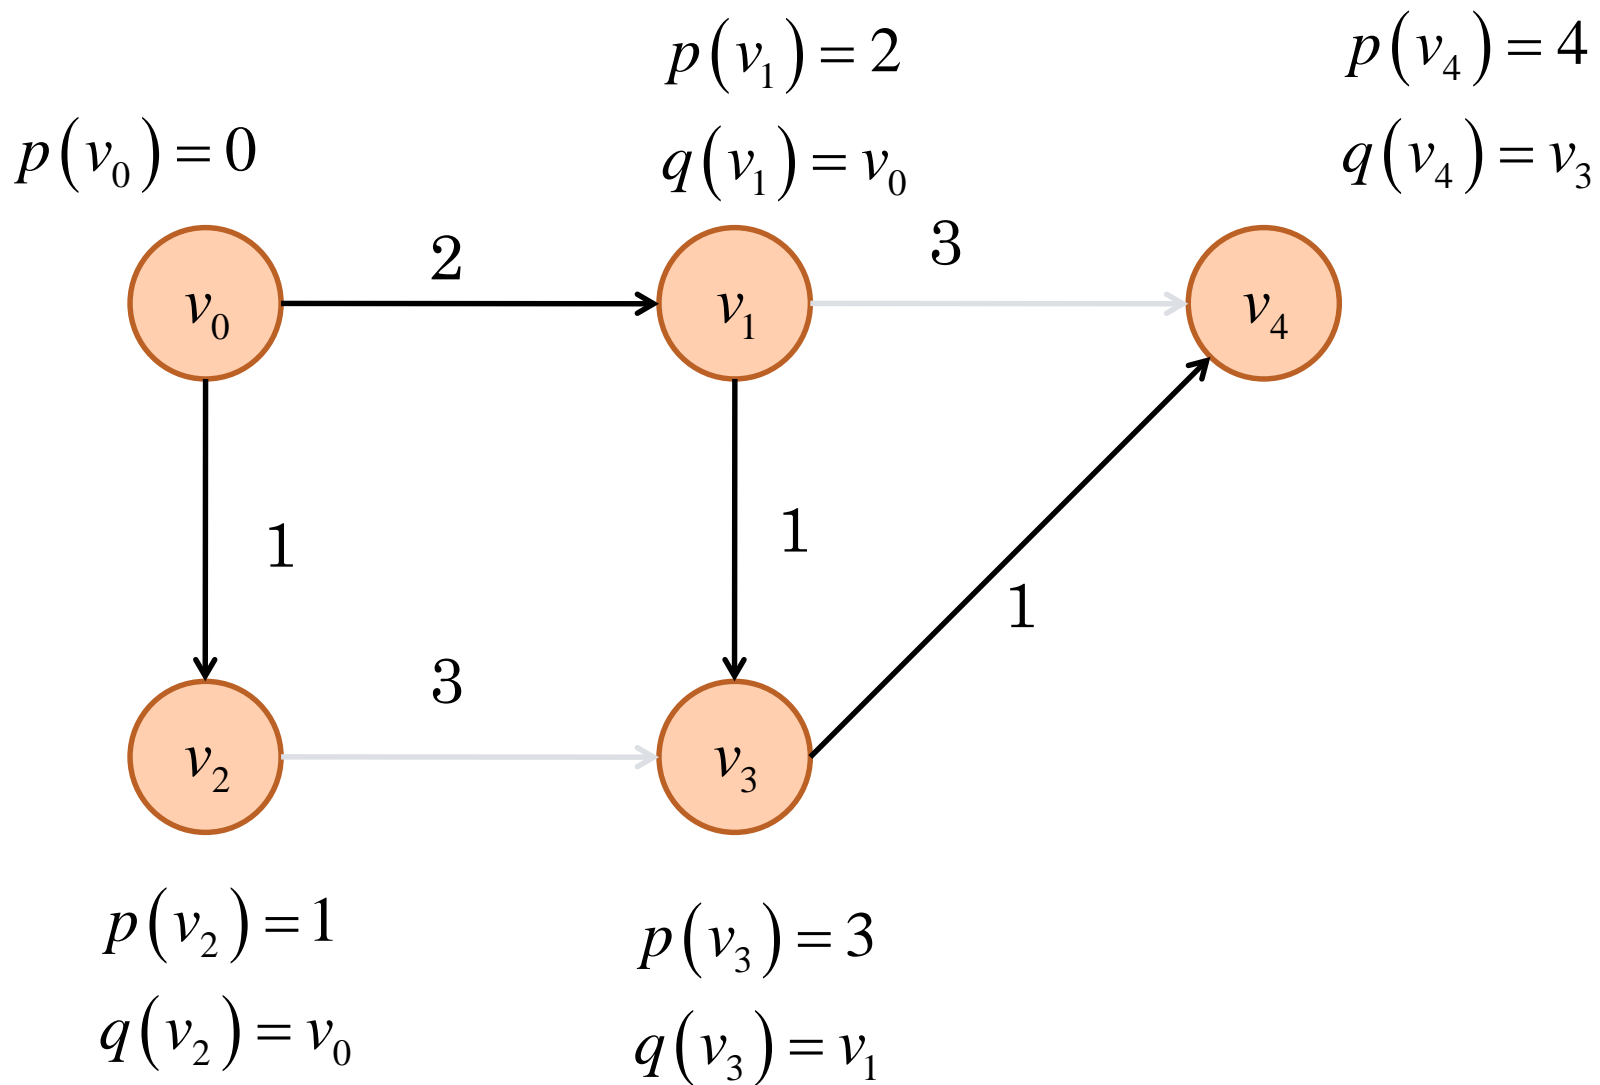 p(v₁) = 2
p(v₄) = 4
p(v₀) = 0
q(v₁) = v₀
q(v₄) = v₃
2
3
v₀
v₁
v₄
1
1
1
3
v₂
v₃
p(v₂) = 1
p(v₃) = 3
q(v₂) = v₀
q(v₃) = v₁